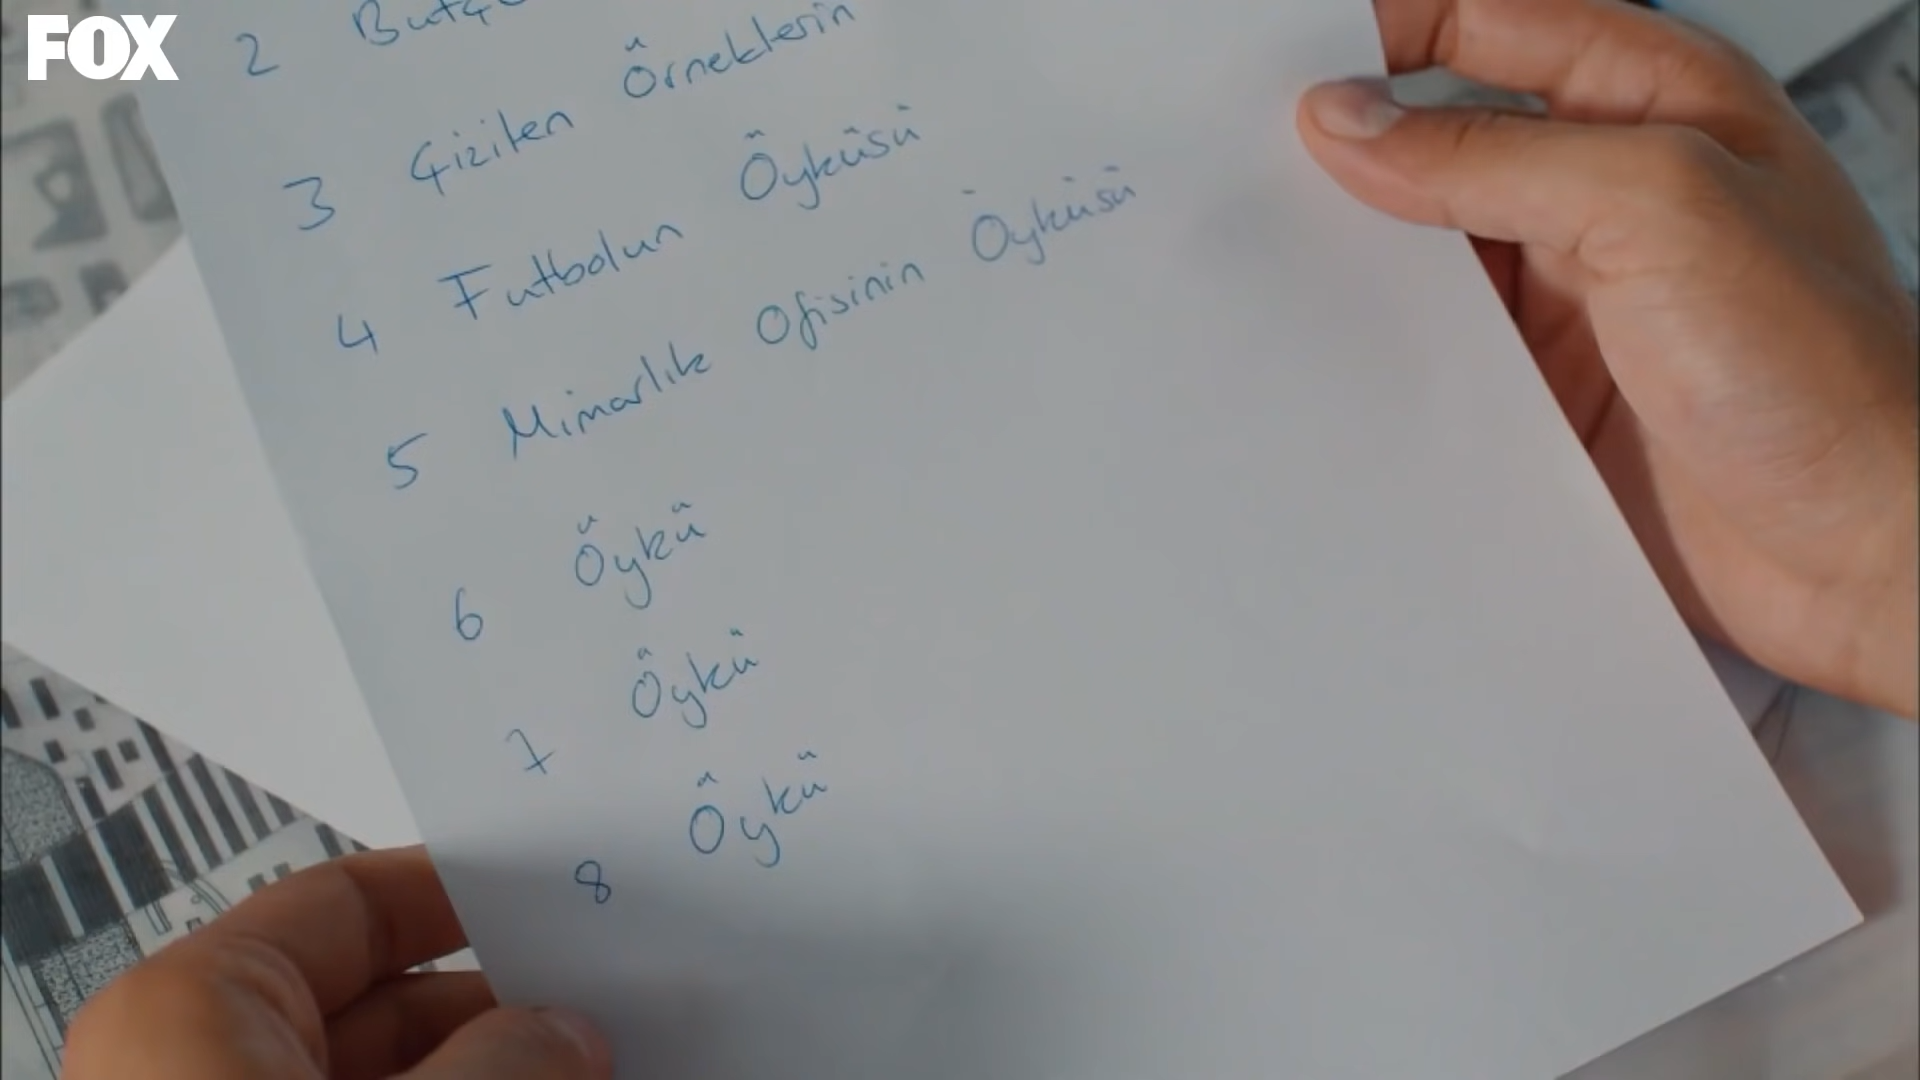 FOX
2
3 Çizilen Örneklerin
4 Futbolun Öyküsü
5 Mimarlık Ofisinin Öyküsü
6 Öykü
7 Öykü
8 Öykü